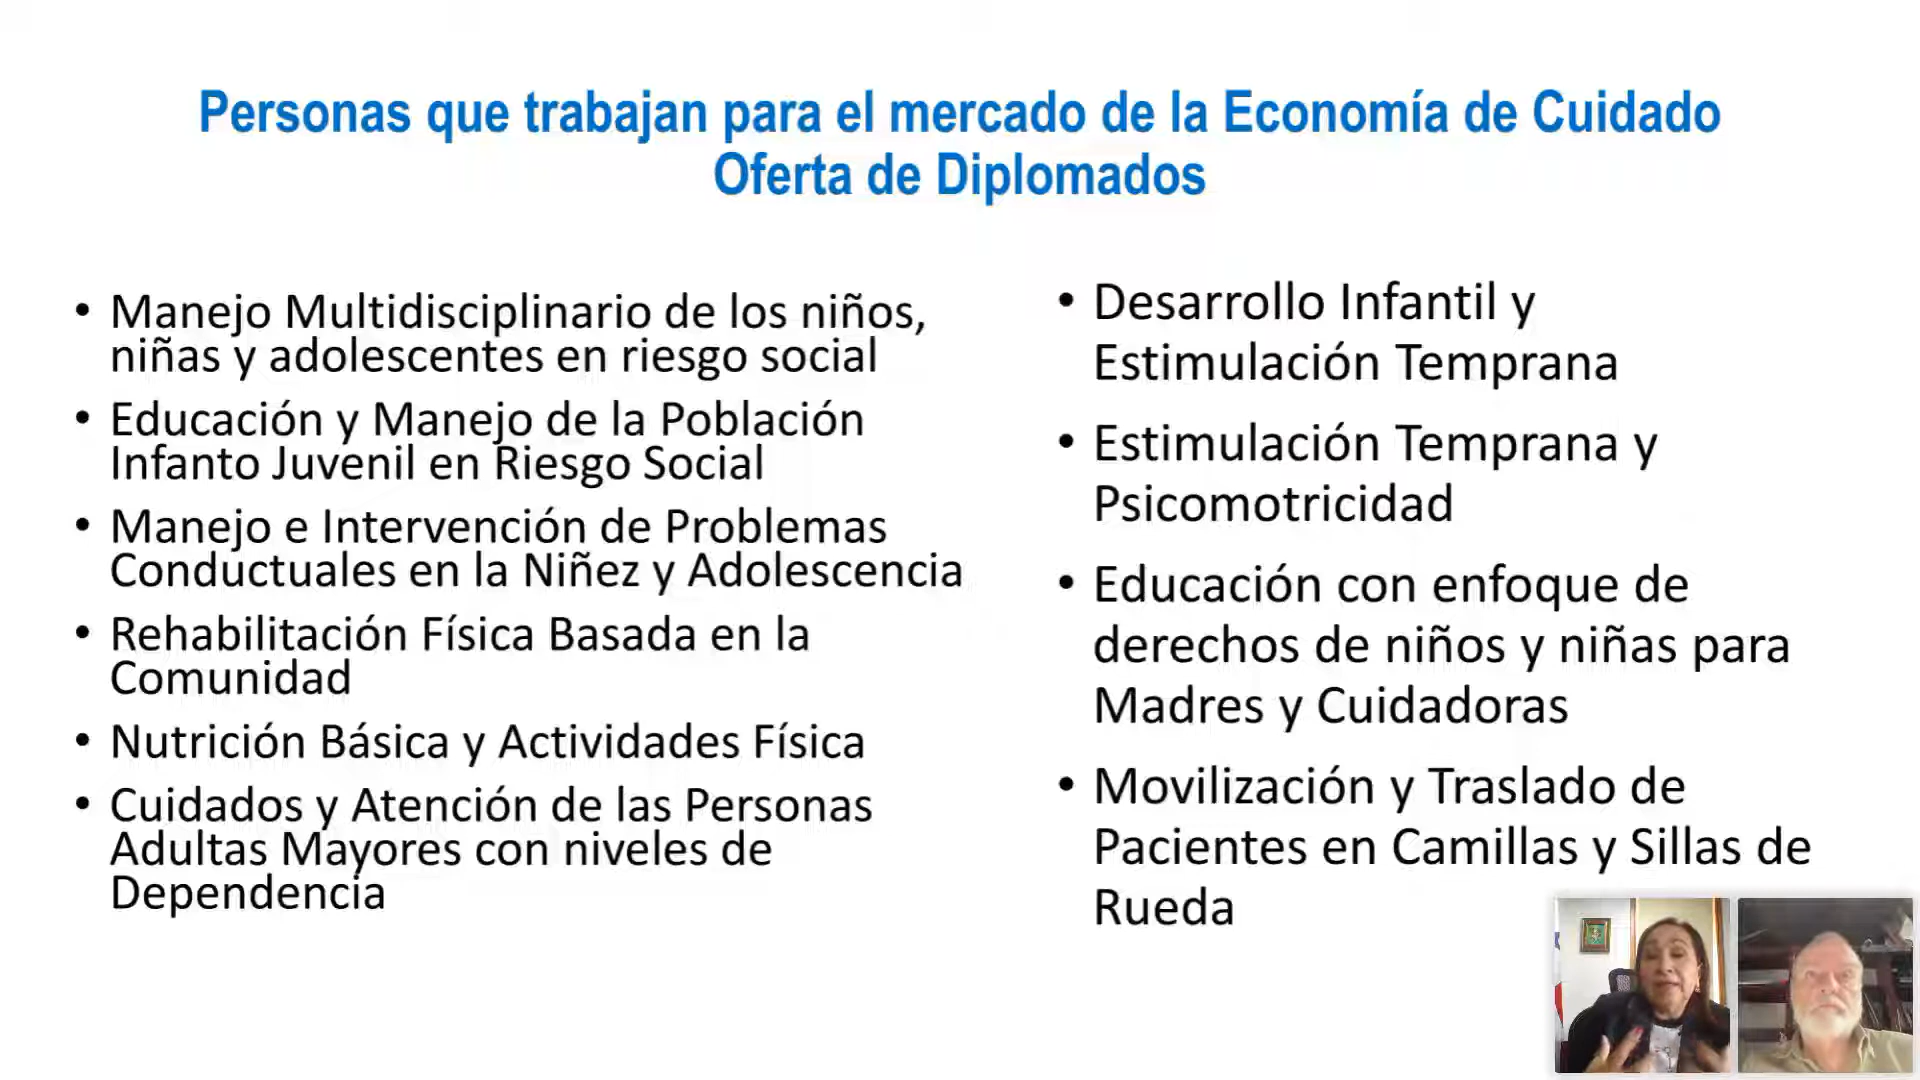 Personas que trabajan para el mercado de la Economía de Cuidado
Oferta de Diplomados
• Manejo Multidisciplinario de los niños,
niñas y adolescentes en riesgo social
• Educación y Manejo de la Población
Infanto Juvenil en Riesgo Social
• Manejo e Intervención de Problemas
Conductuales en la Niñez y Adolescencia
• Rehabilitación Física Basada en la
Comunidad
• Nutrición Básica y Actividades Física
• Cuidados y Atención de las Personas
Adultas Mayores con niveles de
Dependencia
• Desarrollo Infantil y
Estimulación Temprana
• Estimulación Temprana y
Psicomotricidad
• Educación con enfoque de
derechos de niños y niñas para
Madres y Cuidadoras
• Movilización y Traslado de
Pacientes en Camillas y Sillas de
Rueda